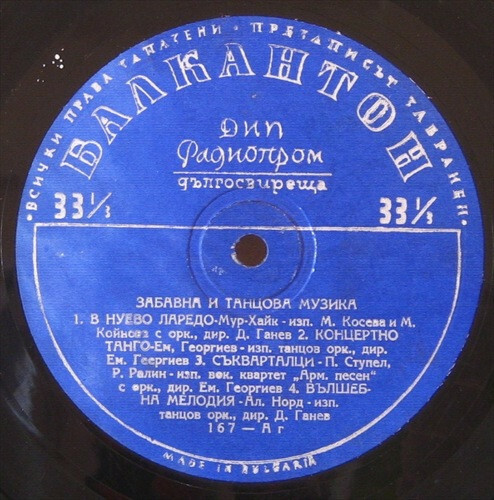 • ВСИЧКИ ПРАВА ЗАПАЗЕНИ - ПРЕЗАПИСЪТ ЗАБРАНЕН •
БАЛКАНТОН
ДИП
Радиопром
дългосвиреща
33⅓ 33⅓
ЗАБАВНА И ТАНЦОВА МУЗИКА
1. В НУЕВО ЛАРЕДО-Мур-Хайк - изп. М. Косева и М.
Койнова с орк., дир. Д. Ганев 2. КОНЦЕРТНО
ТАНГО-Ем, Георгиев - изп. танцов орк., дир.
Ем. Георгиев 3. СЪКВАРТАЛЦИ - П. Ступел,
Р. Ралин - изп. вок. квартет „Арм. песен"
с орк., дир. Ем. Георгиев 4. ВЪЛШЕБ-
НА МЕЛОДИЯ - Ал. Норд - изп.
танцов орк., дир. Д. Ганев
167 — А г
MADE IN BULGARIA